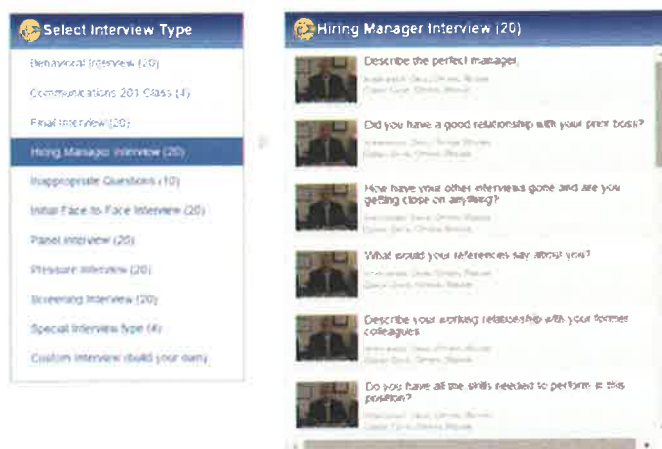 Select Interview Type
Behavioral Interview (20)
Communications 201 Class (4)
Final Interview (20)
Hiring Manager Interview (20)
Inappropriate Questions (10)
Initial Face to Face Interview (20)
Panel Interview (20)
Pressure Interview (20)
Screening Interview (20)
Special Interview type (4)
Custom Interview (build your own)
Hiring Manager Interview (20)
Describe the perfect manager.
Did you have a good relationship with your prior boss?
How have your other interviews gone and are you
getting close on anything?
What would your references say about you?
Describe your working relationship with your former
colleagues
Do you have all the skills needed to perform in this
position?